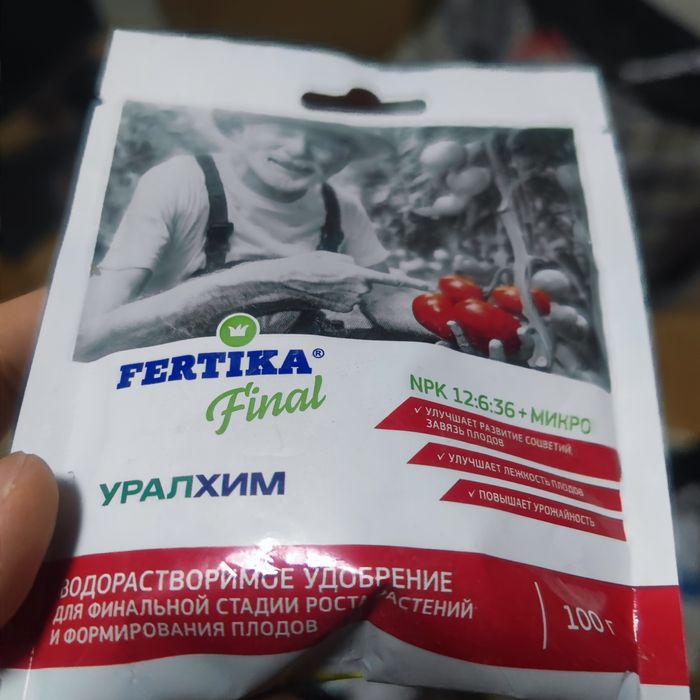 FERTIKA®
Final
NPK 12:6:36 + МИКРО
✓ УЛУЧШАЕТ РАЗВИТИЕ СОЦВЕТИЙ,
ЗАВЯЗЬ ПЛОДОВ
✓ УЛУЧШАЕТ ЛЕЖКОСТЬ ПЛОДОВ
✓ ПОВЫШАЕТ УРОЖАЙНОСТЬ
УРАЛХИМ
ВОДОРАСТВОРИМОЕ УДОБРЕНИЕ
ДЛЯ ФИНАЛЬНОЙ СТАДИИ РОСТА РАСТЕНИЙ
И ФОРМИРОВАНИЯ ПЛОДОВ
100 г